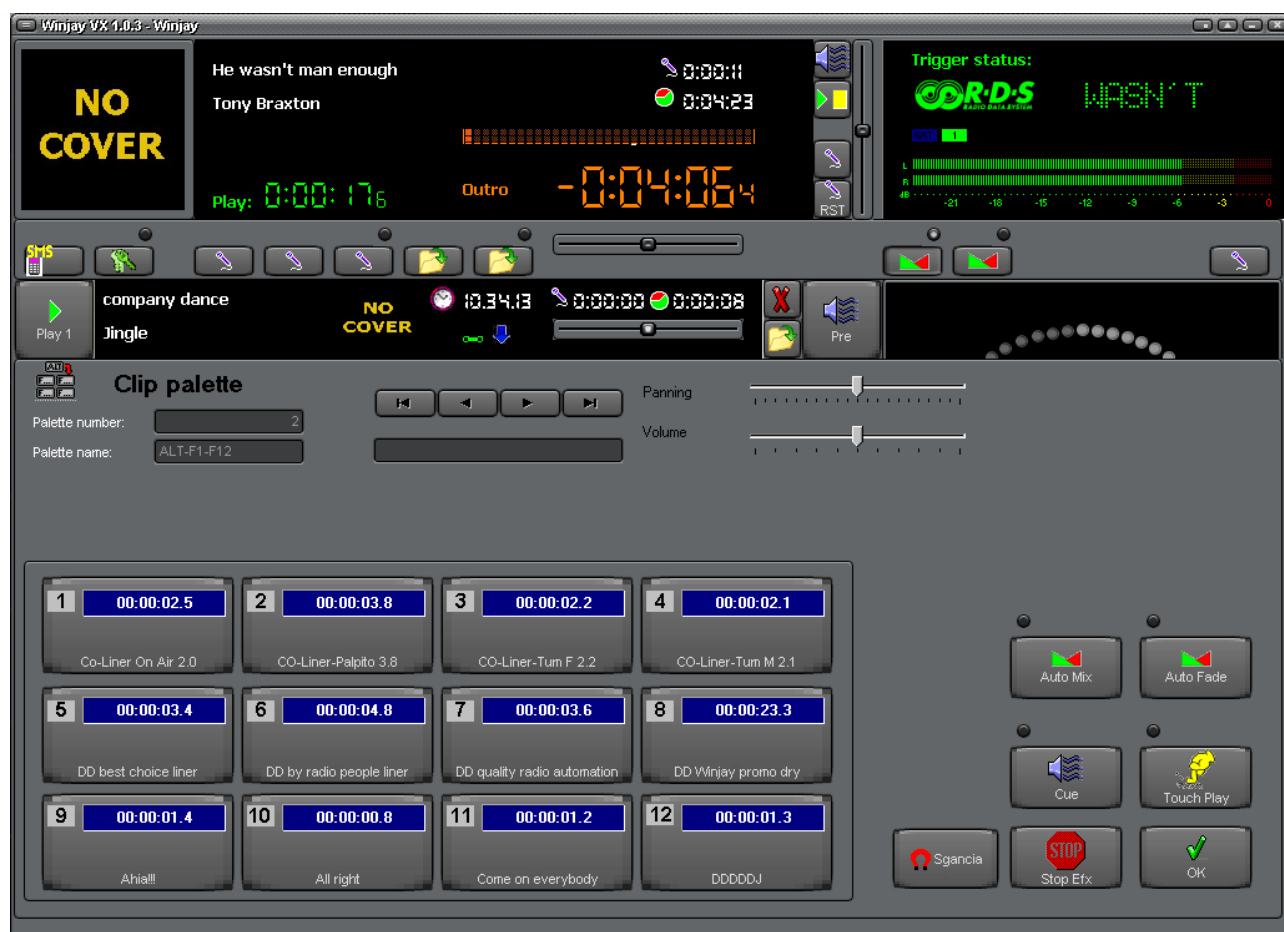 Winjay VX 1.0.3 - Winjay
NO
COVER
He wasn't man enough
Tony Braxton
0:00:11
0:04:23
Play: 0:00:17 6
Outro
-0:04:05 4
RST
Trigger status:
R·D·S
RADIO DATA SYSTEM
WASN'T
1
L
R
dB -21 -18 -15 -12 -9 -6 -3 0
SMS
Play 1
company dance
Jingle
NO
COVER
10.34.13
0:00:00
0:00:08
Pre
ALT
Clip palette
Palette number: 2
Palette name: ALT-F1-F12
Panning
Volume
1 00:00:02.5
Co-Liner On Air 2.0
2 00:00:03.8
CO-Liner-Palpito 3.8
3 00:00:02.2
CO-Liner-Turn F 2.2
4 00:00:02.1
CO-Liner-Turn M 2.1
5 00:00:03.4
DD best choice liner
6 00:00:04.8
DD by radio people liner
7 00:00:03.6
DD quality radio automation
8 00:00:23.3
DD Winjay promo dry
9 00:00:01.4
Ahia!!!
10 00:00:00.8
All right
11 00:00:01.2
Come on everybody
12 00:00:01.3
DDDDDJ
Auto Mix
Auto Fade
Cue
Touch Play
Sgancia
STOP
Stop Efx
OK